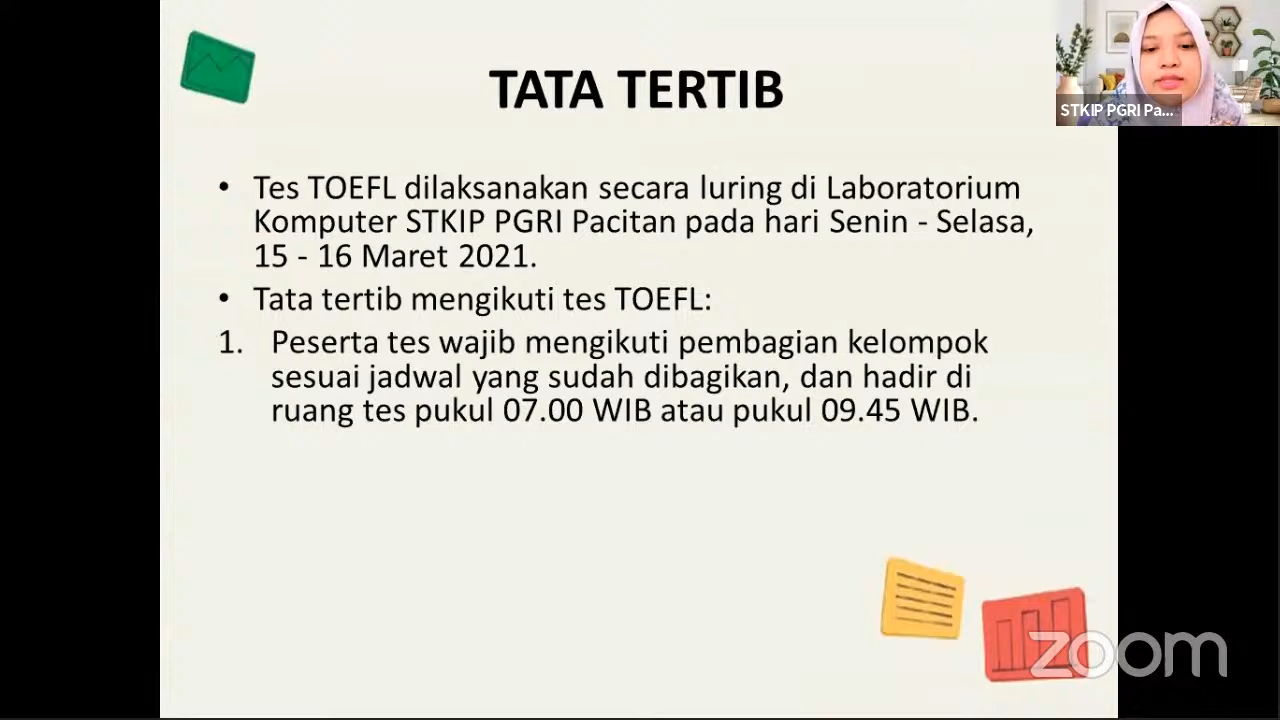 TATA TERTIB
STKIP PGRI Pa...
• Tes TOEFL dilaksanakan secara luring di Laboratorium
Komputer STKIP PGRI Pacitan pada hari Senin - Selasa,
15 - 16 Maret 2021.
• Tata tertib mengikuti tes TOEFL:
1. Peserta tes wajib mengikuti pembagian kelompok
sesuai jadwal yang sudah dibagikan, dan hadir di
ruang tes pukul 07.00 WIB atau pukul 09.45 WIB.
zoom